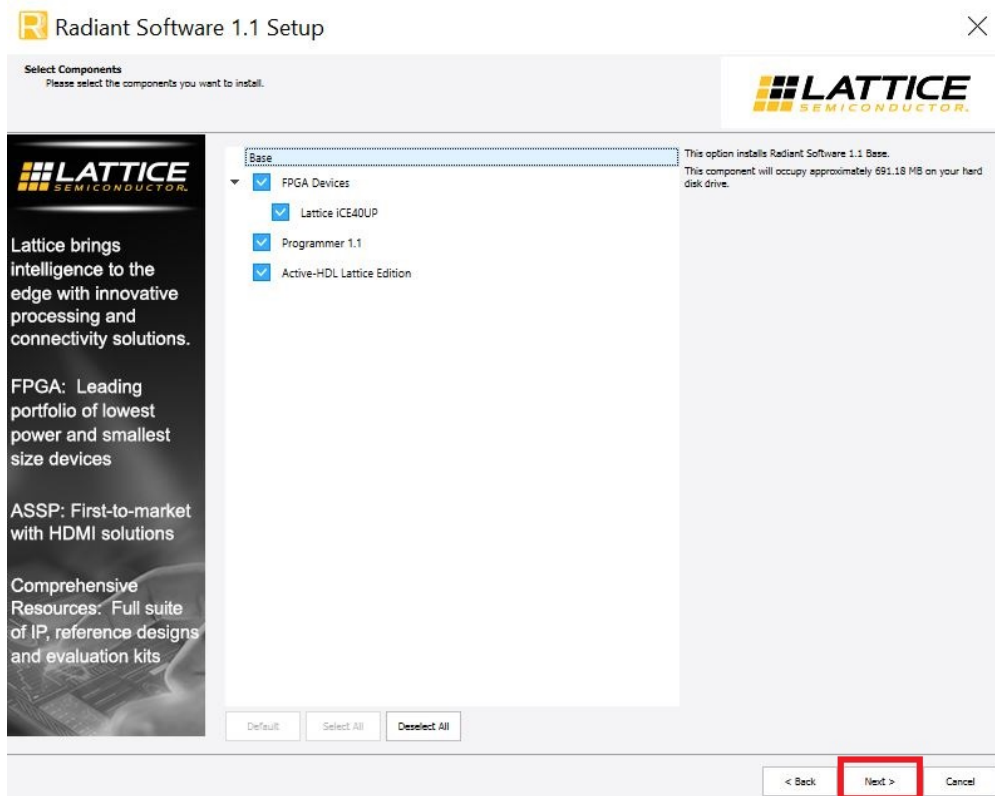 Radiant Software 1.1 Setup
Select Components
Please select the components you want to install.
LATTICE
SEMICONDUCTOR.
LATTICE
SEMICONDUCTOR.
Lattice brings
intelligence to the
edge with innovative
processing and
connectivity solutions.
FPGA: Leading
portfolio of lowest
power and smallest
size devices
ASSP: First-to-market
with HDMI solutions
Comprehensive
Resources: Full suite
of IP, reference designs
and evaluation kits
Base
FPGA Devices
Lattice iCE40UP
Programmer 1.1
Active-HDL Lattice Edition
This option installs Radiant Software 1.1 Base.
This component will occupy approximately 691.18 MB on your hard
disk drive.
Default Select All Deselect All
< Back Next > Cancel